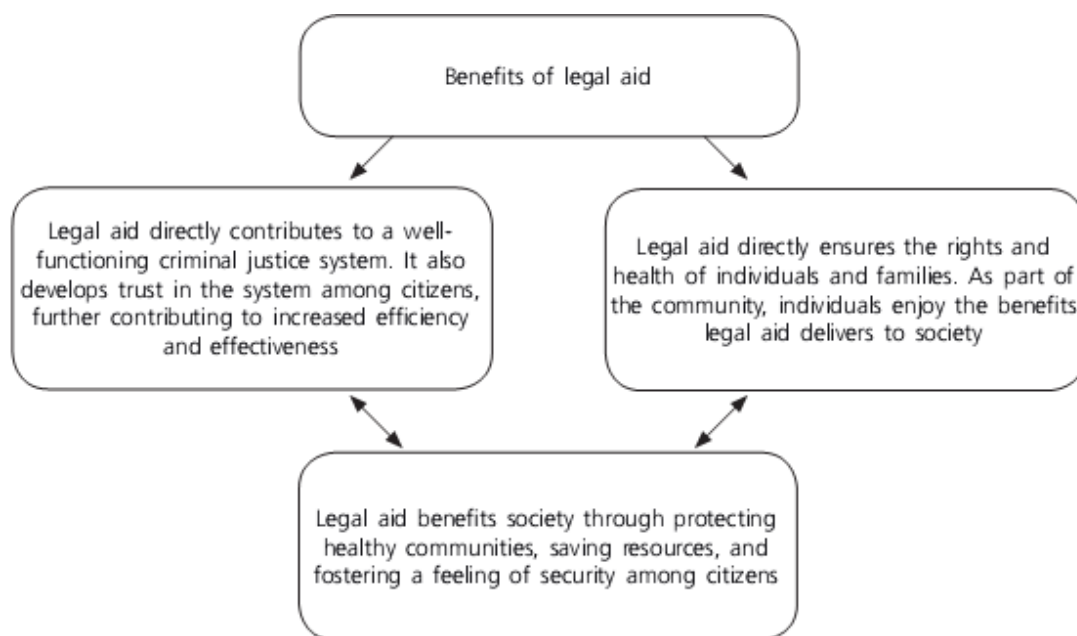 Benefits of legal aid
Legal aid directly contributes to a well-
functioning criminal justice system. It also
develops trust in the system among citizens,
further contributing to increased efficiency
and effectiveness
Legal aid directly ensures the rights and
health of individuals and families. As part of
the community, individuals enjoy the benefits
legal aid delivers to society
Legal aid benefits society through protecting
healthy communities, saving resources, and
fostering a feeling of security among citizens